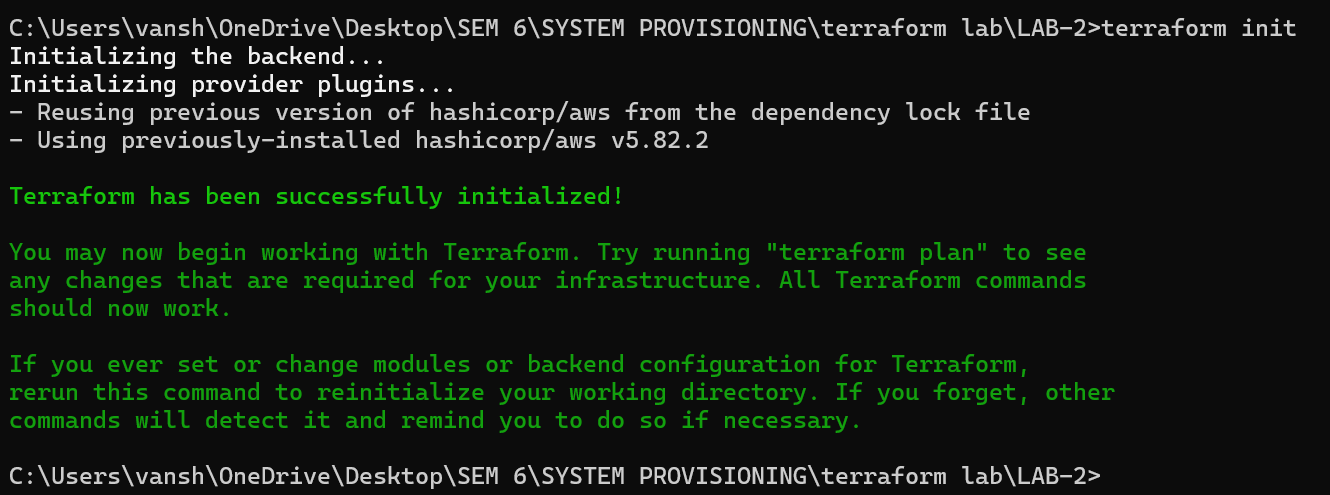 C:\Users\vansh\OneDrive\Desktop\SEM 6\SYSTEM PROVISIONING\terraform lab\LAB-2>terraform init
Initializing the backend...
Initializing provider plugins...
- Reusing previous version of hashicorp/aws from the dependency lock file
- Using previously-installed hashicorp/aws v5.82.2
Terraform has been successfully initialized!
You may now begin working with Terraform. Try running "terraform plan" to see
any changes that are required for your infrastructure. All Terraform commands
should now work.
If you ever set or change modules or backend configuration for Terraform,
rerun this command to reinitialize your working directory. If you forget, other
commands will detect it and remind you to do so if necessary.
C:\Users\vansh\OneDrive\Desktop\SEM 6\SYSTEM PROVISIONING\terraform lab\LAB-2>